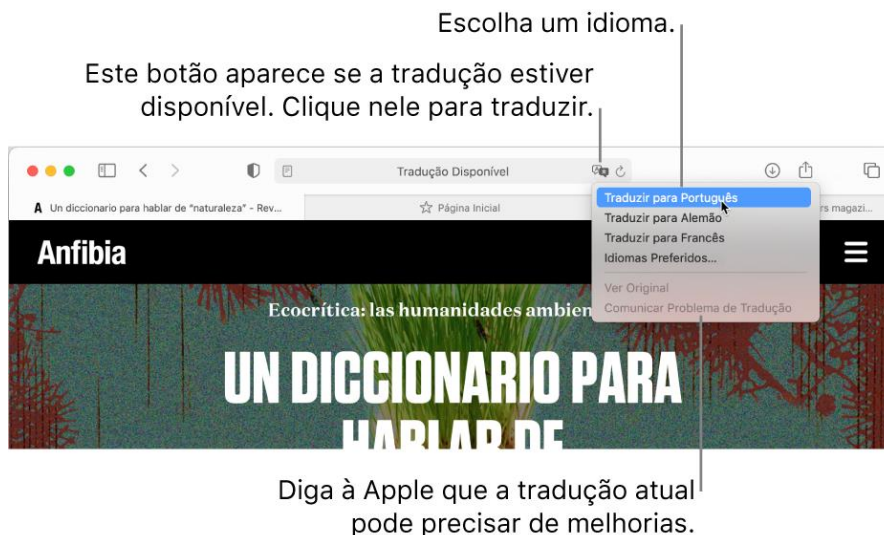 Escolha um idioma.
Este botão aparece se a tradução estiver
disponível. Clique nele para traduzir.
Tradução Disponível
A Un diccionario para hablar de “naturaleza” - Rev...
Página Inicial
rs magazi...
Traduzir para Português
Traduzir para Alemão
Traduzir para Francês
Idiomas Preferidos...
Ver Original
Comunicar Problema de Tradução
Anfibia
Ecocrítica: las humanidades ambien
UN DICCIONARIO PARA
HABLAR DE
Diga à Apple que a tradução atual
pode precisar de melhorias.